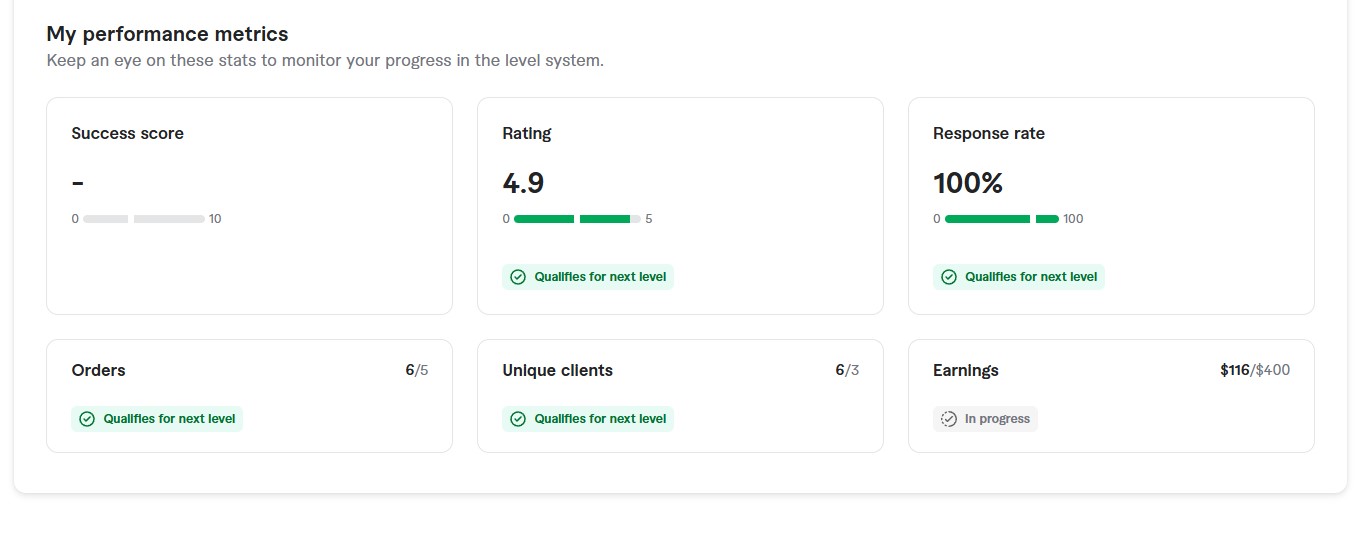 My performance metrics
Keep an eye on these stats to monitor your progress in the level system.
Success score
-
0 10
Rating
4.9
0 5
Qualifies for next level
Response rate
100%
0 100
Qualifies for next level
Orders 6/5
Qualifies for next level
Unique clients 6/3
Qualifies for next level
Earnings $116/$400
In progress